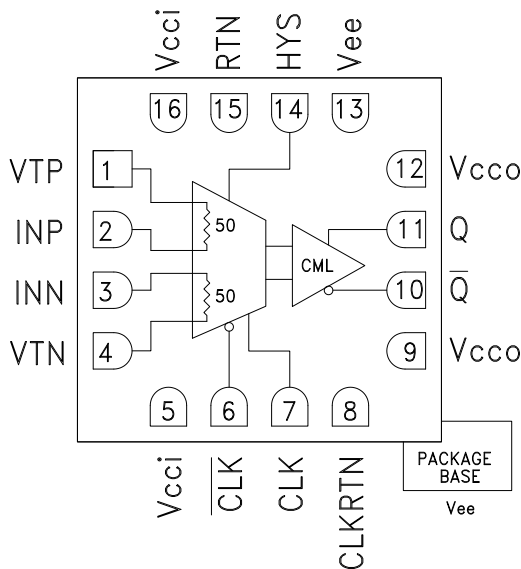 Vcci
RTN
HYS
Vee
16
15
14
13
VTP
1
12
Vcco
INP
2
50
11
Q
CML
INN
3
50
10
Q̅
VTN
4
9
Vcco
5
6
7
8
Vcci
C̅L̅K̅
CLK
CLKRTN
PACKAGE
BASE
Vee